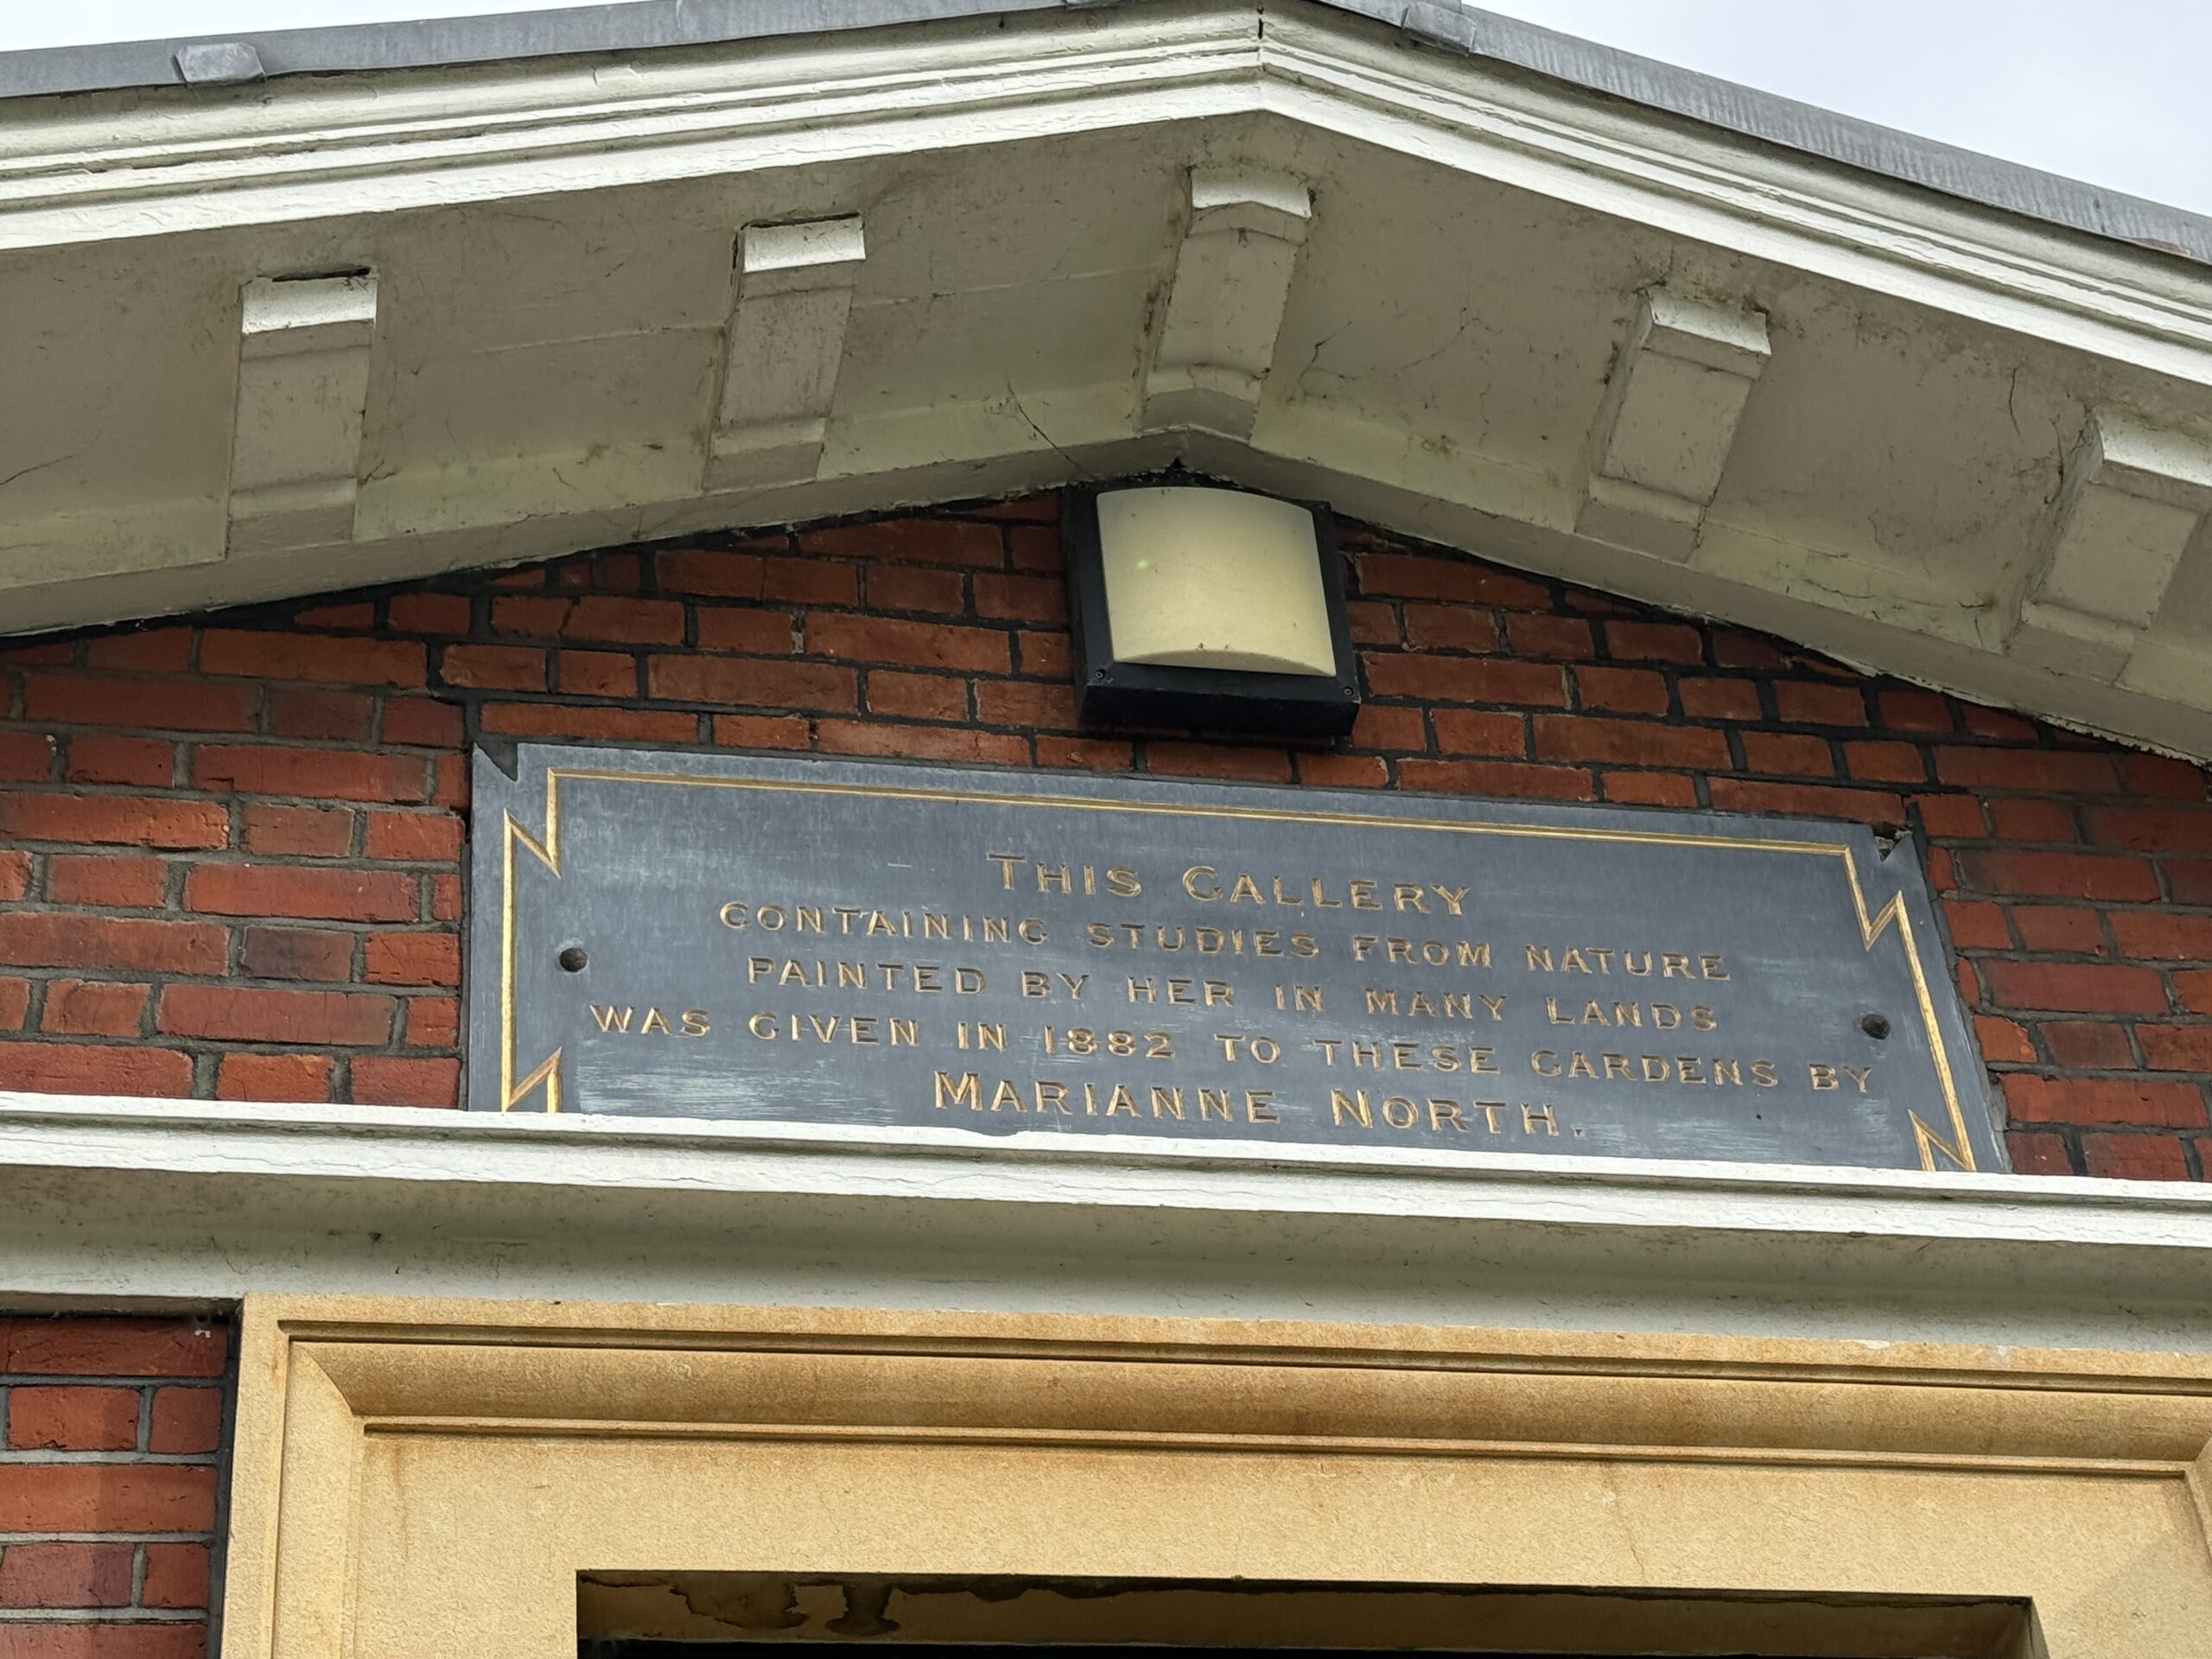 THIS GALLERY
CONTAINING STUDIES FROM NATURE
PAINTED BY HER IN MANY LANDS
WAS GIVEN IN 1882 TO THESE GARDENS BY
MARIANNE NORTH.